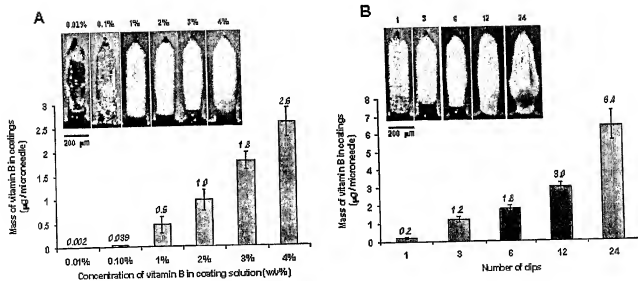 A
0.01% 0.1% 1% 2% 3% 4%
200 μm
Mass of vitamin B in coatings
(μg/microneedle)
3
2.5
2
1.5
1
0.5
0
0.002 0.039 0.5 1.0 1.8 2.6
0.01% 0.10% 1% 2% 3% 4%
Concentration of vitamin B in coating solution (wt%)
B
1 3 6 12 24
200 μm
Mass of vitamin B in coatings
(μg/microneedle)
8
7
6
5
4
3
2
1
0
0.2 1.2 1.8 3.0 6.4
1 3 6 12 24
Number of dips